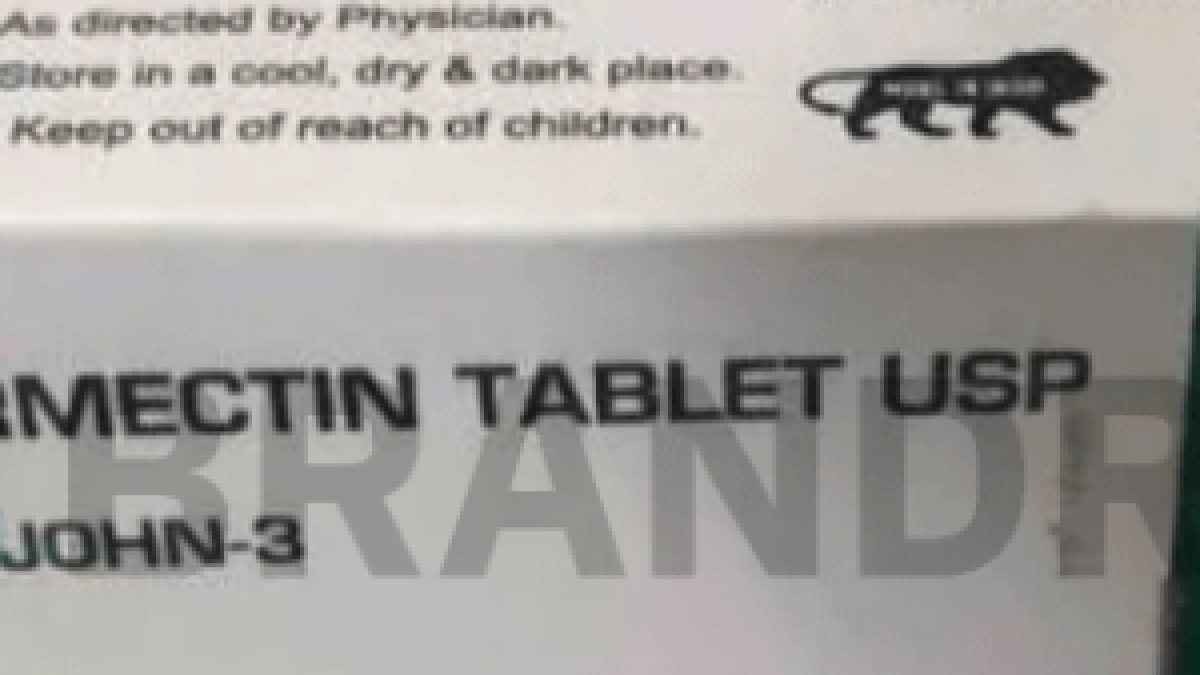 As directed by Physician.
Store in a cool, dry & dark place.
Keep out of reach of children.
RMECTIN TABLET USP
BRANDR
JOHN-3